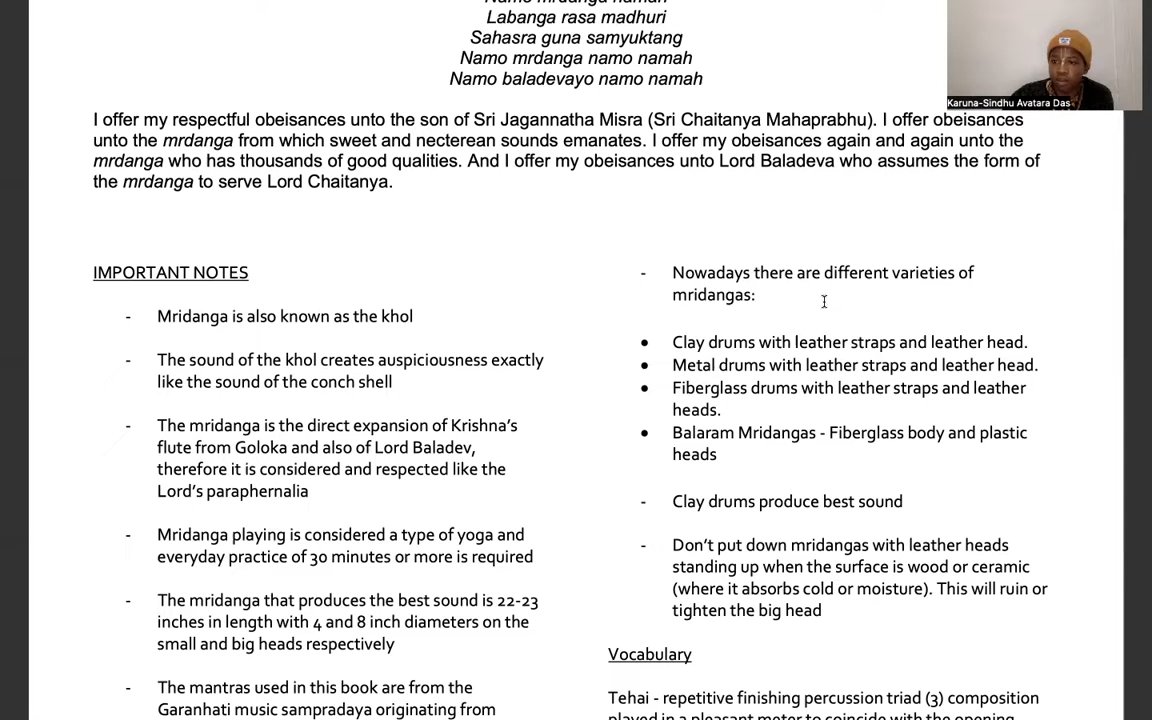 Namo mrdanga namah
Labanga rasa madhuri
Sahasra guna samyuktang
Namo mrdanga namo namah
Namo baladevayo namo namah
Karuna-Sindhu Avatara Das
I offer my respectful obeisances unto the son of Sri Jagannatha Misra (Sri Chaitanya Mahaprabhu). I offer obeisances
unto the mrdanga from which sweet and necterean sounds emanates. I offer my obeisances again and again unto the
mrdanga who has thousands of good qualities. And I offer my obeisances unto Lord Baladeva who assumes the form of
the mrdanga to serve Lord Chaitanya.
IMPORTANT NOTES
- Mridanga is also known as the khol
- The sound of the khol creates auspiciousness exactly
like the sound of the conch shell
- The mridanga is the direct expansion of Krishna's
flute from Goloka and also of Lord Baladev,
therefore it is considered and respected like the
Lord's paraphernalia
- Mridanga playing is considered a type of yoga and
everyday practice of 30 minutes or more is required
- The mridanga that produces the best sound is 22-23
inches in length with 4 and 8 inch diameters on the
small and big heads respectively
- The mantras used in this book are from the
Garanhati music sampradaya originating from
- Nowadays there are different varieties of
mridangas:
• Clay drums with leather straps and leather head.
• Metal drums with leather straps and leather head.
• Fiberglass drums with leather straps and leather
heads.
• Balaram Mridangas - Fiberglass body and plastic
heads
- Clay drums produce best sound
- Don't put down mridangas with leather heads
standing up when the surface is wood or ceramic
(where it absorbs cold or moisture). This will ruin or
tighten the big head
Vocabulary
Tehai - repetitive finishing percussion triad (3) composition
played in a pleasant meter to coincide with the opening